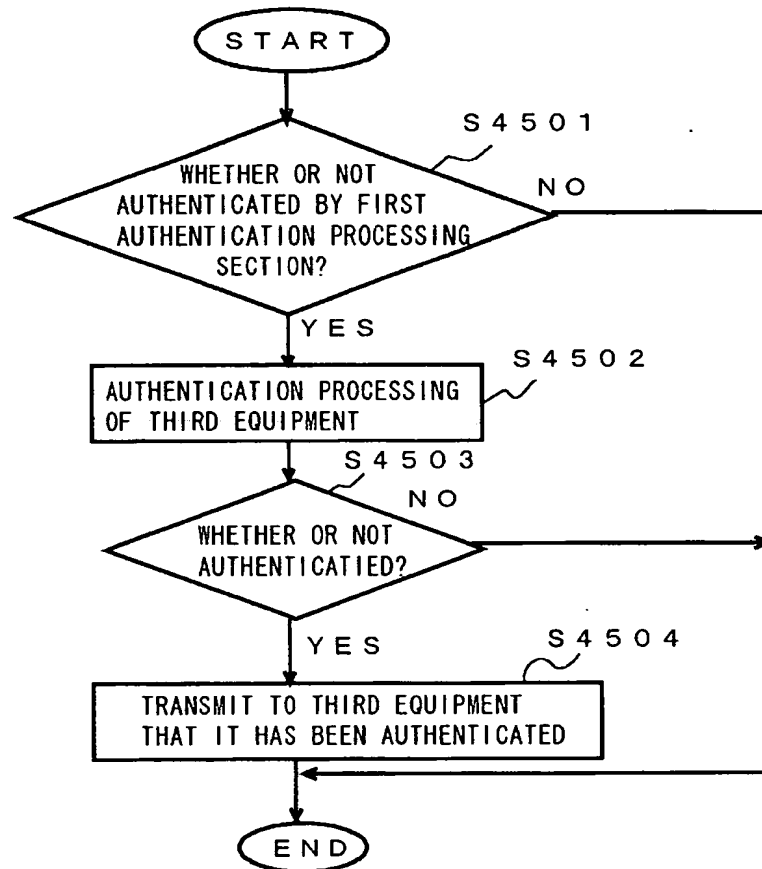 START
S4501
WHETHER OR NOT
AUTHENTICATED BY FIRST
AUTHENTICATION PROCESSING
SECTION?
NO
YES
S4502
AUTHENTICATION PROCESSING
OF THIRD EQUIPMENT
S4503
NO
WHETHER OR NOT
AUTHENTICATIED?
YES
S4504
TRANSMIT TO THIRD EQUIPMENT
THAT IT HAS BEEN AUTHENTICATED
END